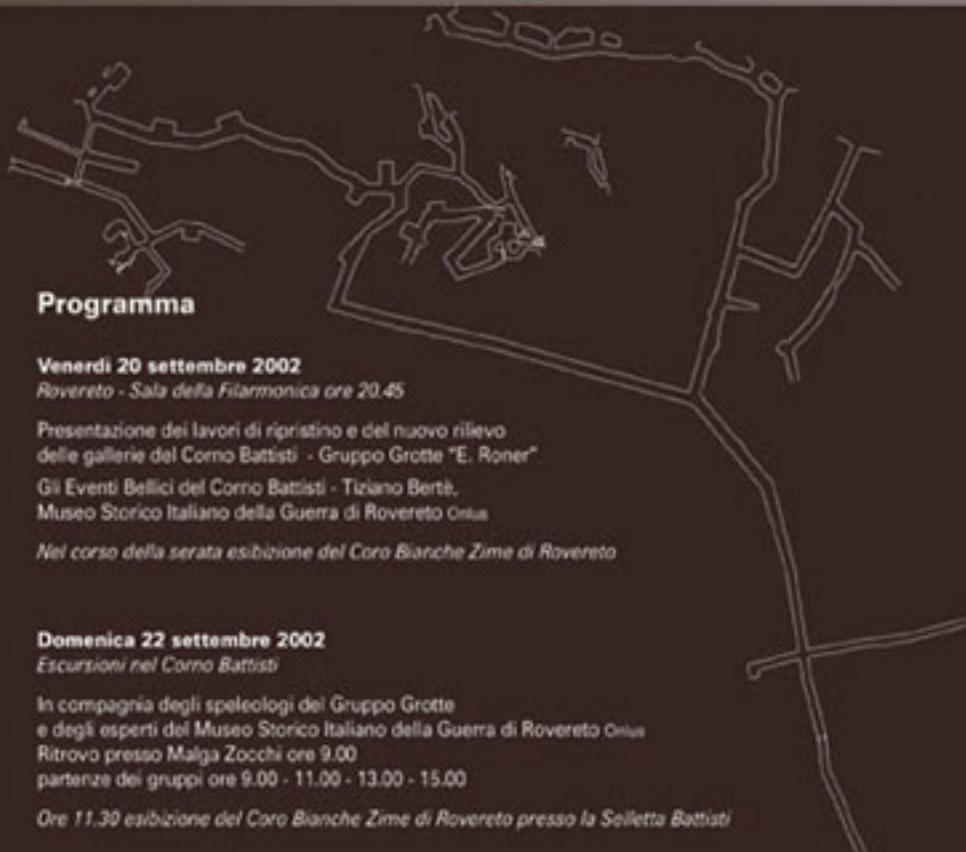 Programma
Venerdì 20 settembre 2002
Rovereto - Sala della Filarmonica ore 20.45
Presentazione dei lavori di ripristino e del nuovo rilievo
delle gallerie del Corno Battisti - Gruppo Grotte "E. Roner"
Gli Eventi Bellici del Corno Battisti - Tiziano Bertè,
Museo Storico Italiano della Guerra di Rovereto Onlus
Nel corso della serata esibizione del Coro Bianche Zime di Rovereto
Domenica 22 settembre 2002
Escursioni nel Corno Battisti
In compagnia degli speleologi del Gruppo Grotte
e degli esperti del Museo Storico Italiano della Guerra di Rovereto Onlus
Ritrovo presso Malga Zocchi ore 9.00
partenze dei gruppi ore 9.00 - 11.00 - 13.00 - 15.00
Ore 11.30 esibizione del Coro Bianche Zime di Rovereto presso la Selletta Battisti